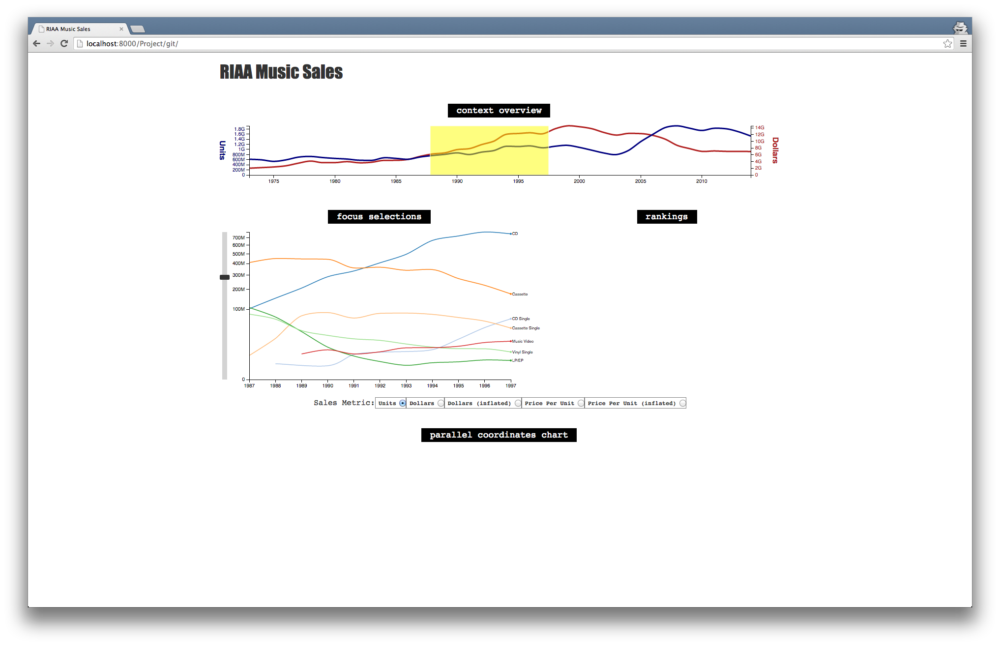 RIAA Music Sales
localhost:8000/Project/git/
RIAA Music Sales
context overview
Units
1.8G
1.6G
1.4G
1.2G
1G
800M
600M
400M
200M
0
14G
12G
10G
8G
6G
4G
2G
0
Dollars
1975 1980 1985 1990 1995 2000 2005 2010
focus selections
rankings
700M
600M
500M
400M
300M
200M
100M
0
CD
Cassette
CD Single
Cassette Single
Music Video
Vinyl Single
LP/EP
1987 1988 1989 1990 1991 1992 1993 1994 1995 1996 1997
Sales Metric: Units Dollars Dollars (inflated) Price Per Unit Price Per Unit (inflated)
parallel coordinates chart